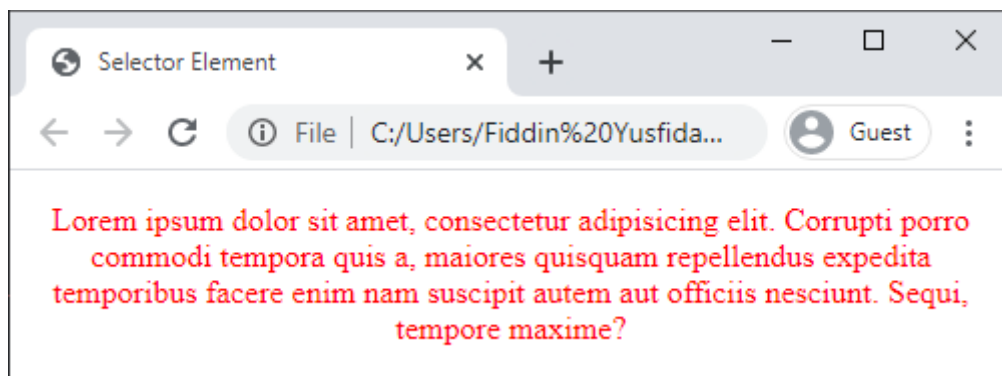 Selector Element
File
C:/Users/Fiddin%20Yusfida...
Guest
Lorem ipsum dolor sit amet, consectetur adipisicing elit. Corrupti porro
commodi tempora quis a, maiores quisquam repellendus expedita
temporibus facere enim nam suscipit autem aut officiis nesciunt. Sequi,
tempore maxime?